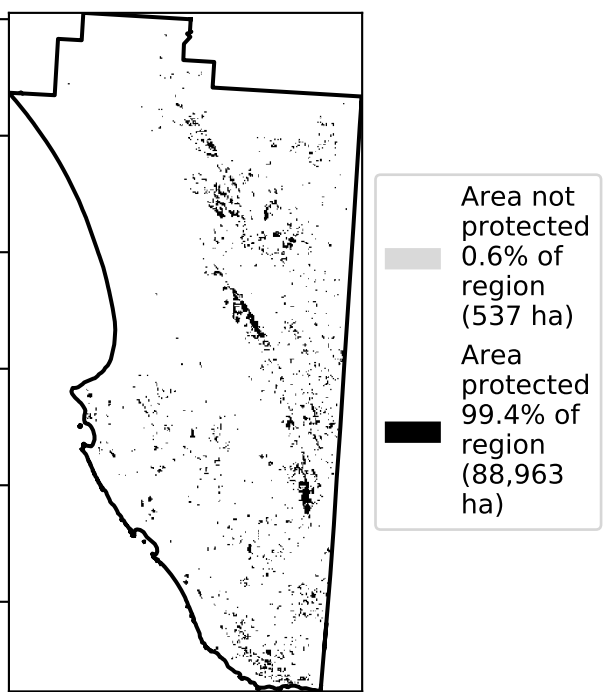 Area not
protected
0.6% of
region
(537 ha)
Area
protected
99.4% of
region
(88,963
ha)